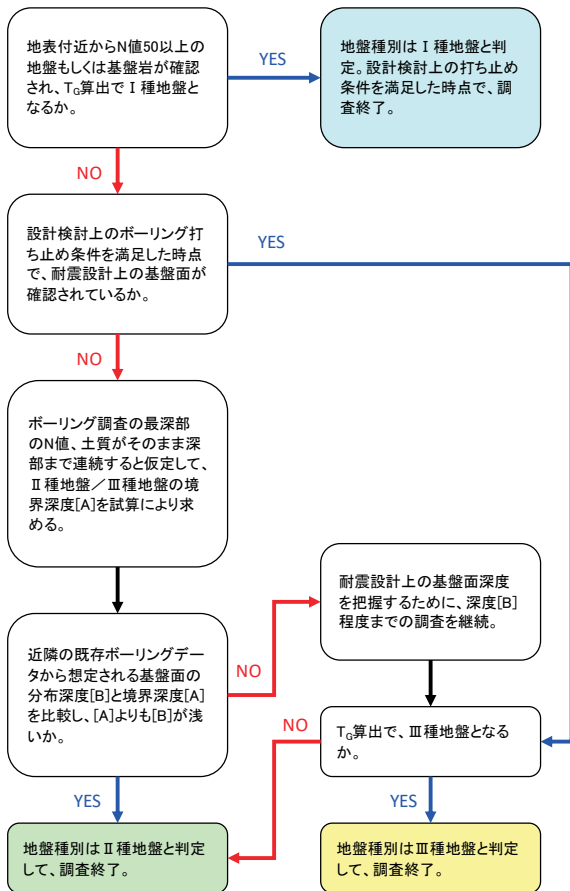 地表付近からN値50以上の
地盤もしくは基盤岩が確認
され、TG算出でⅠ種地盤と
なるか。
YES
地盤種別はⅠ種地盤と判
定。設計検討上の打ち止め
条件を満足した時点で、調
査終了。
NO
設計検討上のボーリング打
ち止め条件を満足した時点
で、耐震設計上の基盤面が
確認されているか。
YES
NO
ボーリング調査の最深部
のN値、土質がそのまま深
部まで連続すると仮定して、
Ⅱ種地盤／Ⅲ種地盤の境
界深度[A]を試算により求
める。
近隣の既存ボーリングデー
タから想定される基盤面の
分布深度[B]と境界深度[A]
を比較し、[A]よりも[B]が浅
いか。
NO
耐震設計上の基盤面深度
を把握するために、深度[B]
程度までの調査を継続。
NO
TG算出で、Ⅲ種地盤となる
か。
YES
YES
地盤種別はⅡ種地盤と判定
して、調査終了。
地盤種別はⅢ種地盤と判定
して、調査終了。